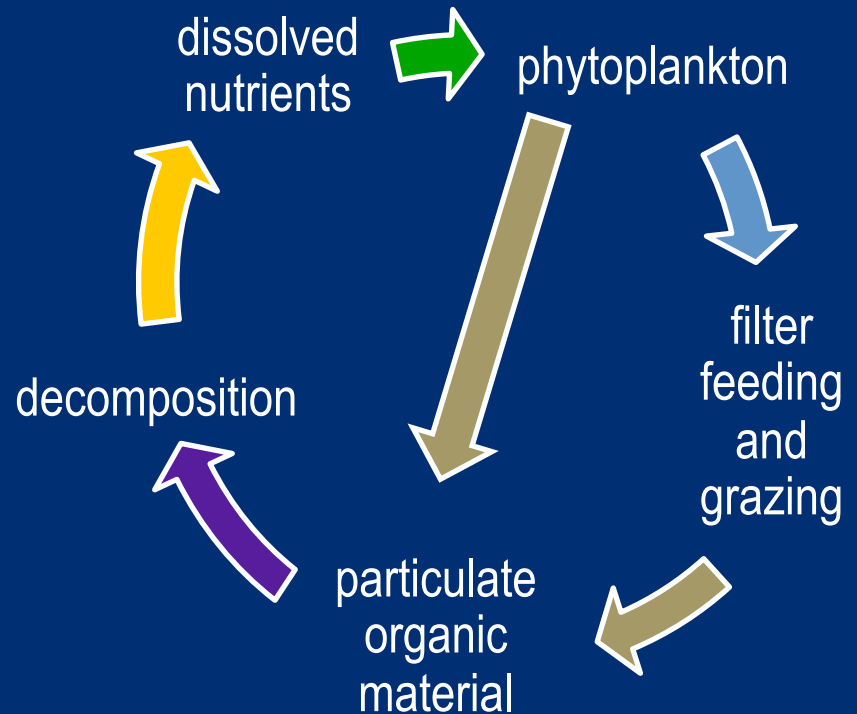 dissolved
nutrients
phytoplankton
filter
feeding
and
grazing
decomposition
particulate
organic
material